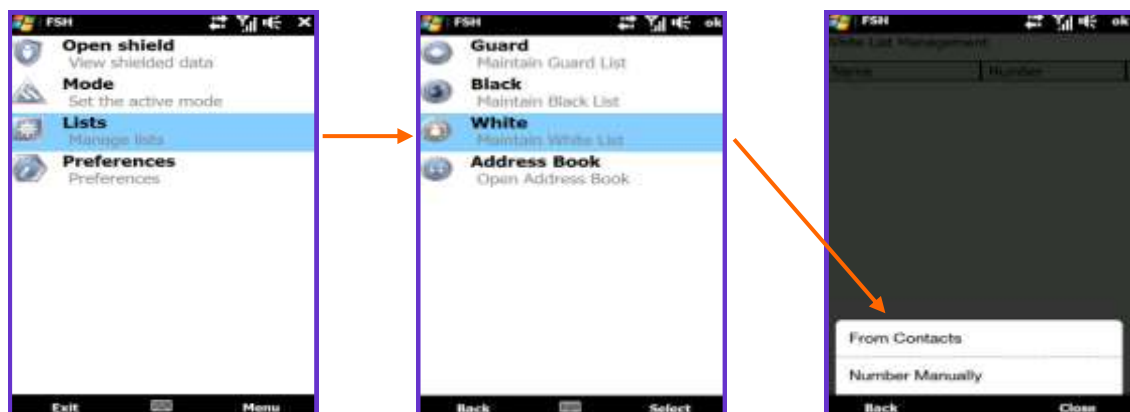 FSH
Open shield
View shielded data
Mode
Set the active mode
Lists
Manage lists
Preferences
Preferences
Exit Menu
FSH ok
Guard
Maintain Guard List
Black
Maintain Black List
White
Maintain White List
Address Book
Open Address Book
Back Select
FSH ok
White List Management
Name Number
From Contacts
Number Manually
Back Close